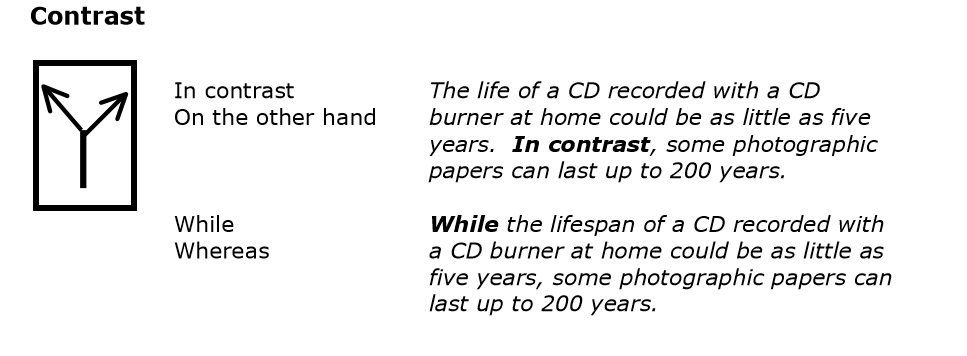 Contrast
In contrast
On the other hand
The life of a CD recorded with a CD
burner at home could be as little as five
years.  In contrast, some photographic
papers can last up to 200 years.
While
Whereas
While the lifespan of a CD recorded with
a CD burner at home could be as little as
five years, some photographic papers can
last up to 200 years.